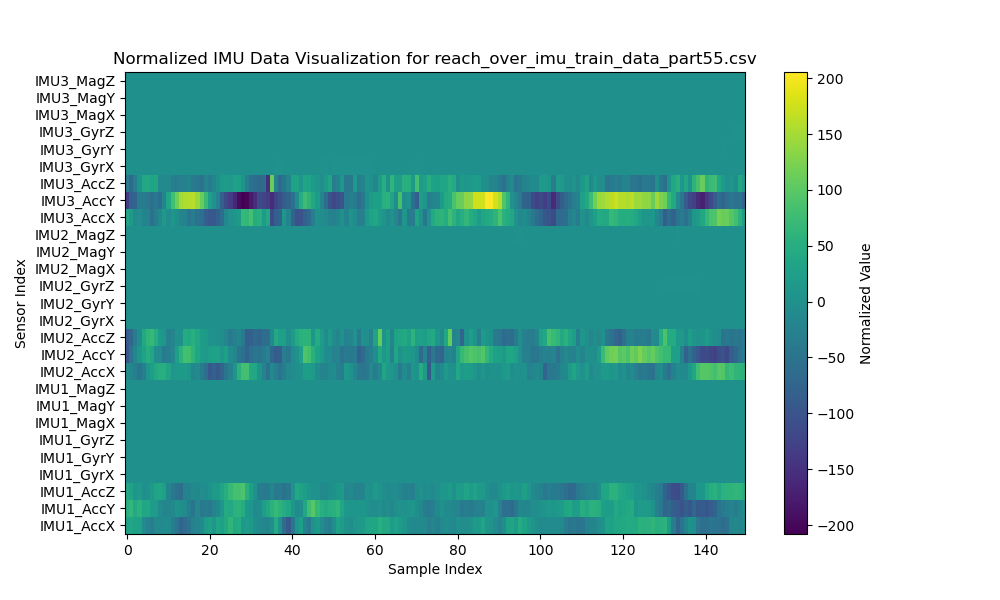 Normalized IMU Data Visualization for reach_over_imu_train_data_part55.csv
IMU3_MagZ
IMU3_MagY
IMU3_MagX
IMU3_GyrZ
IMU3_GyrY
IMU3_GyrX
IMU3_AccZ
IMU3_AccY
IMU3_AccX
IMU2_MagZ
IMU2_MagY
IMU2_MagX
IMU2_GyrZ
IMU2_GyrY
IMU2_GyrX
IMU2_AccZ
IMU2_AccY
IMU2_AccX
IMU1_MagZ
IMU1_MagY
IMU1_MagX
IMU1_GyrZ
IMU1_GyrY
IMU1_GyrX
IMU1_AccZ
IMU1_AccY
IMU1_AccX
Sensor Index
0 20 40 60 80 100 120 140
Sample Index
200
150
100
50
0
−50
−100
−150
−200
Normalized Value